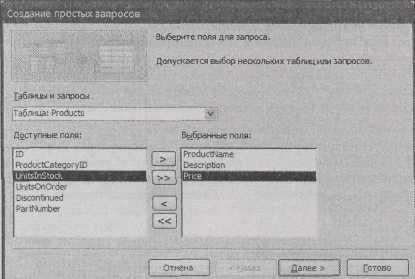 Создание простых запросов
Выберите поля для запроса.
Допускается выбор нескольких таблиц или запросов.
Таблицы и запросы
Таблица: Products
Доступные поля:
Выбранные поля:
ID
ProductCategoryID
UnitsInStock
UnitsOnOrder
Discontinued
PartNumber
>
>>
<
<<
ProductName
Description
Price
Отмена
< Назад
Далее >
Готово